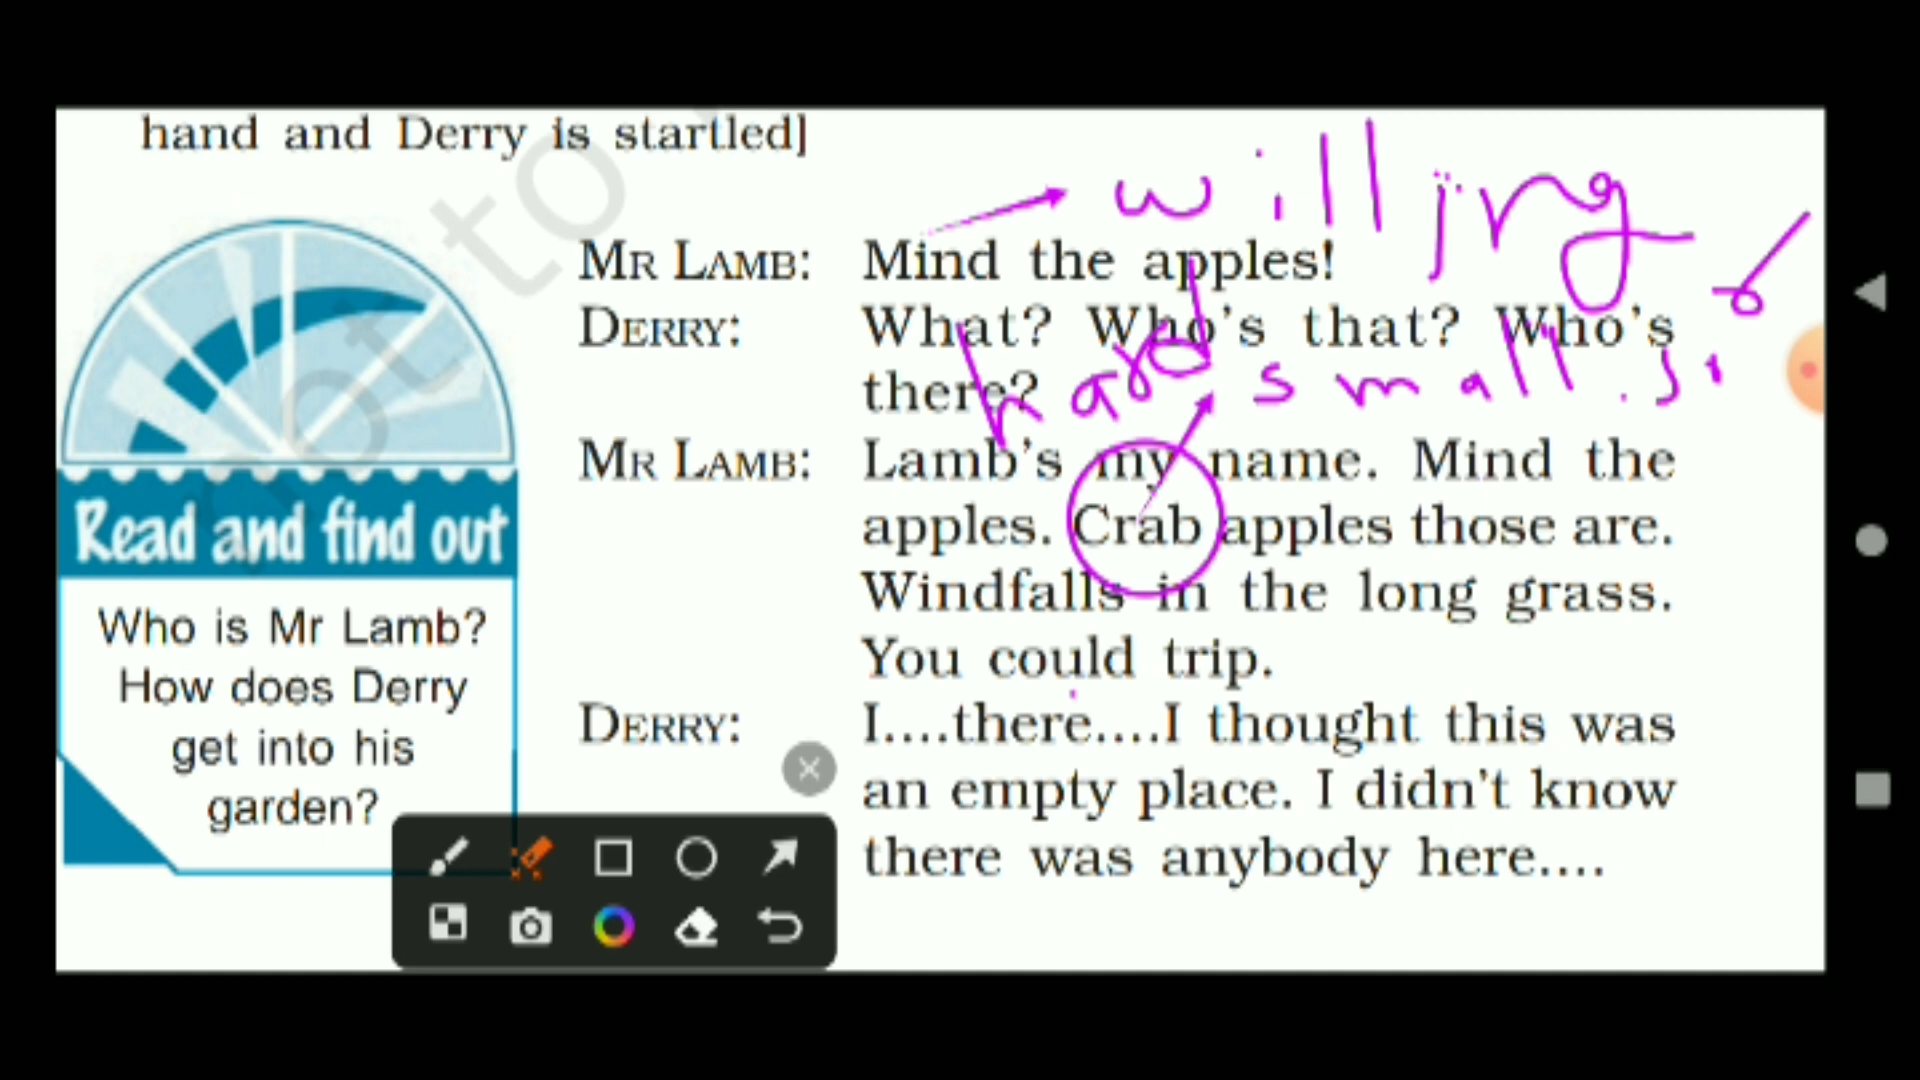 hand and Derry is startled]
willing
MR LAMB: Mind the apples!
DERRY: What? Who's that? Who's
there?
hard small
MR LAMB: Lamb's my name. Mind the
apples. Crab apples those are.
Windfalls in the long grass.
You could trip.
DERRY: I....there....I thought this was
an empty place. I didn't know
there was anybody here....
Read and find out
Who is Mr Lamb?
How does Derry
get into his
garden?